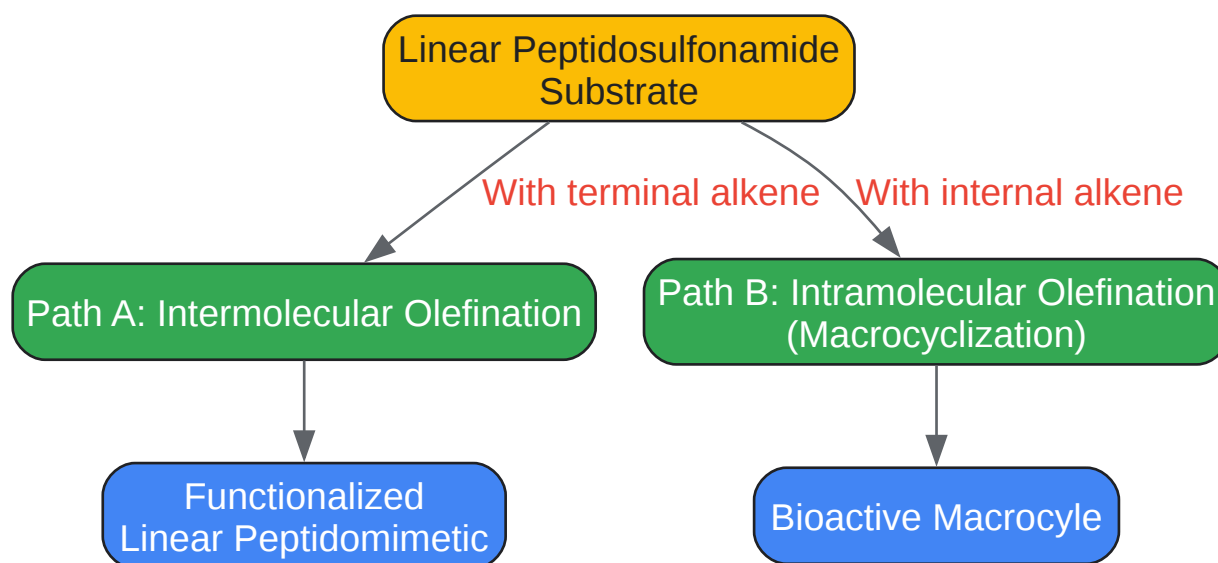 Linear Peptidosulfonamide
Substrate
With terminal alkene
With internal alkene
Path A: Intermolecular Olefination
Path B: Intramolecular Olefination
(Macrocyclization)
Functionalized
Linear Peptidomimetic
Bioactive Macrocyle